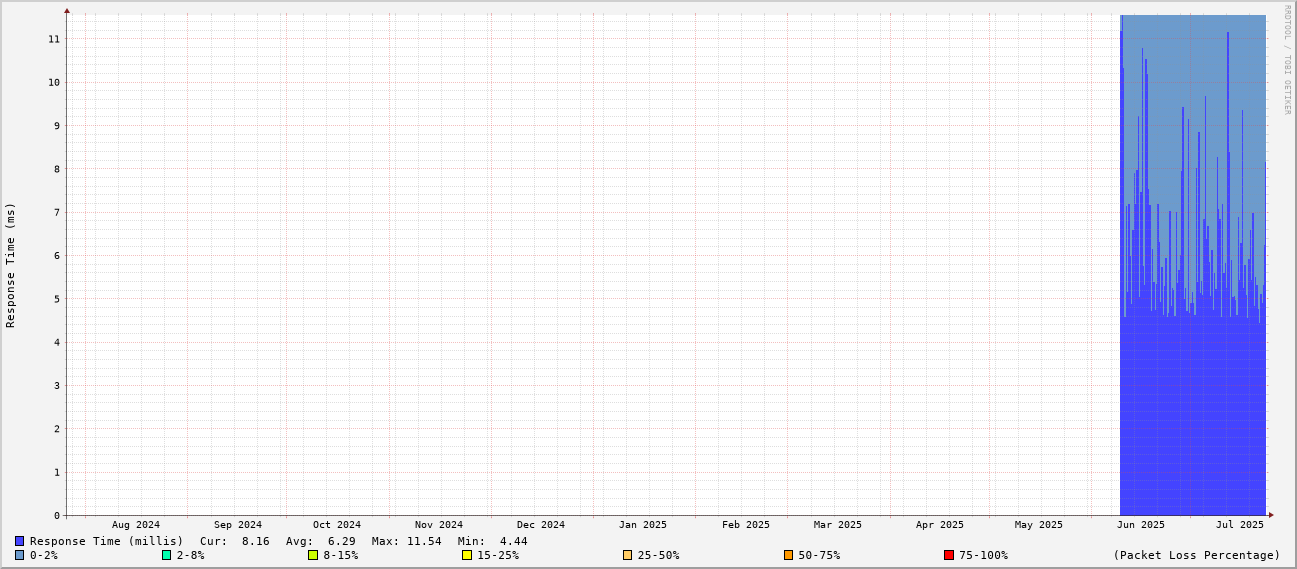 RRDTOOL / TOBI OETIKER
Response Time (ms)
11
10
9
8
7
6
5
4
3
2
1
0
Aug 2024 Sep 2024 Oct 2024 Nov 2024 Dec 2024 Jan 2025 Feb 2025 Mar 2025 Apr 2025 May 2025 Jun 2025 Jul 2025
Response Time (millis) Cur: 8.16 Avg: 6.29 Max: 11.54 Min: 4.44
0-2% 2-8% 8-15% 15-25% 25-50% 50-75% 75-100% (Packet Loss Percentage)